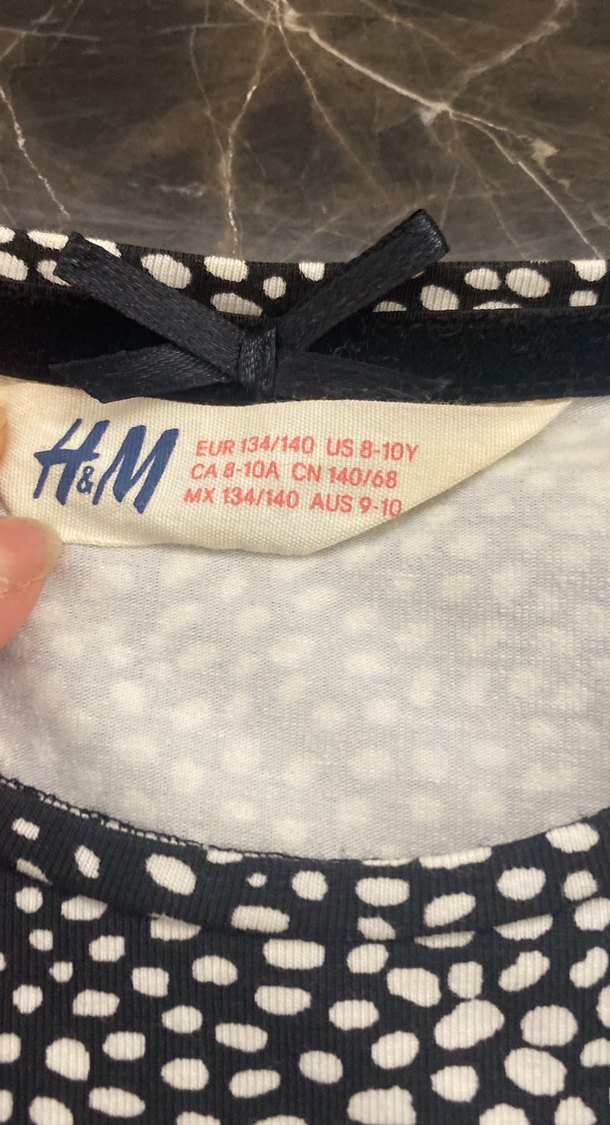 H&M
EUR 134/140 US 8-10Y
CA 8-10A CN 140/68
MX 134/140 AUS 9-10